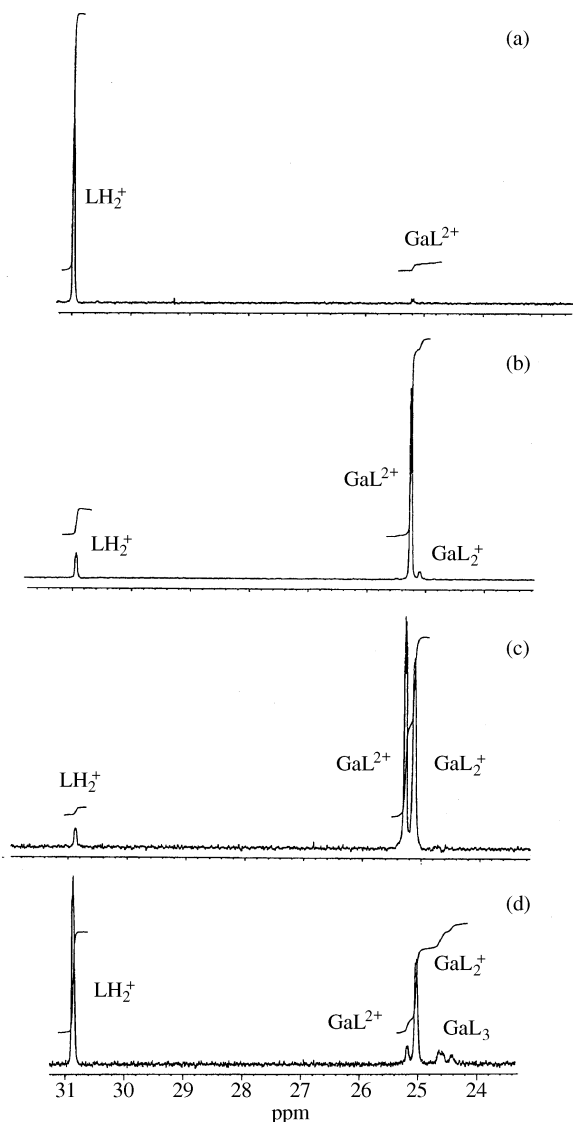 (a)
LH₂⁺
GaL²⁺
(b)
GaL²⁺
LH₂⁺
GaL₂⁺
(c)
LH₂⁺
GaL²⁺
GaL₂⁺
(d)
LH₂⁺
GaL²⁺
GaL₂⁺
GaL₃
31 30 29 28 27 26 25 24
ppm